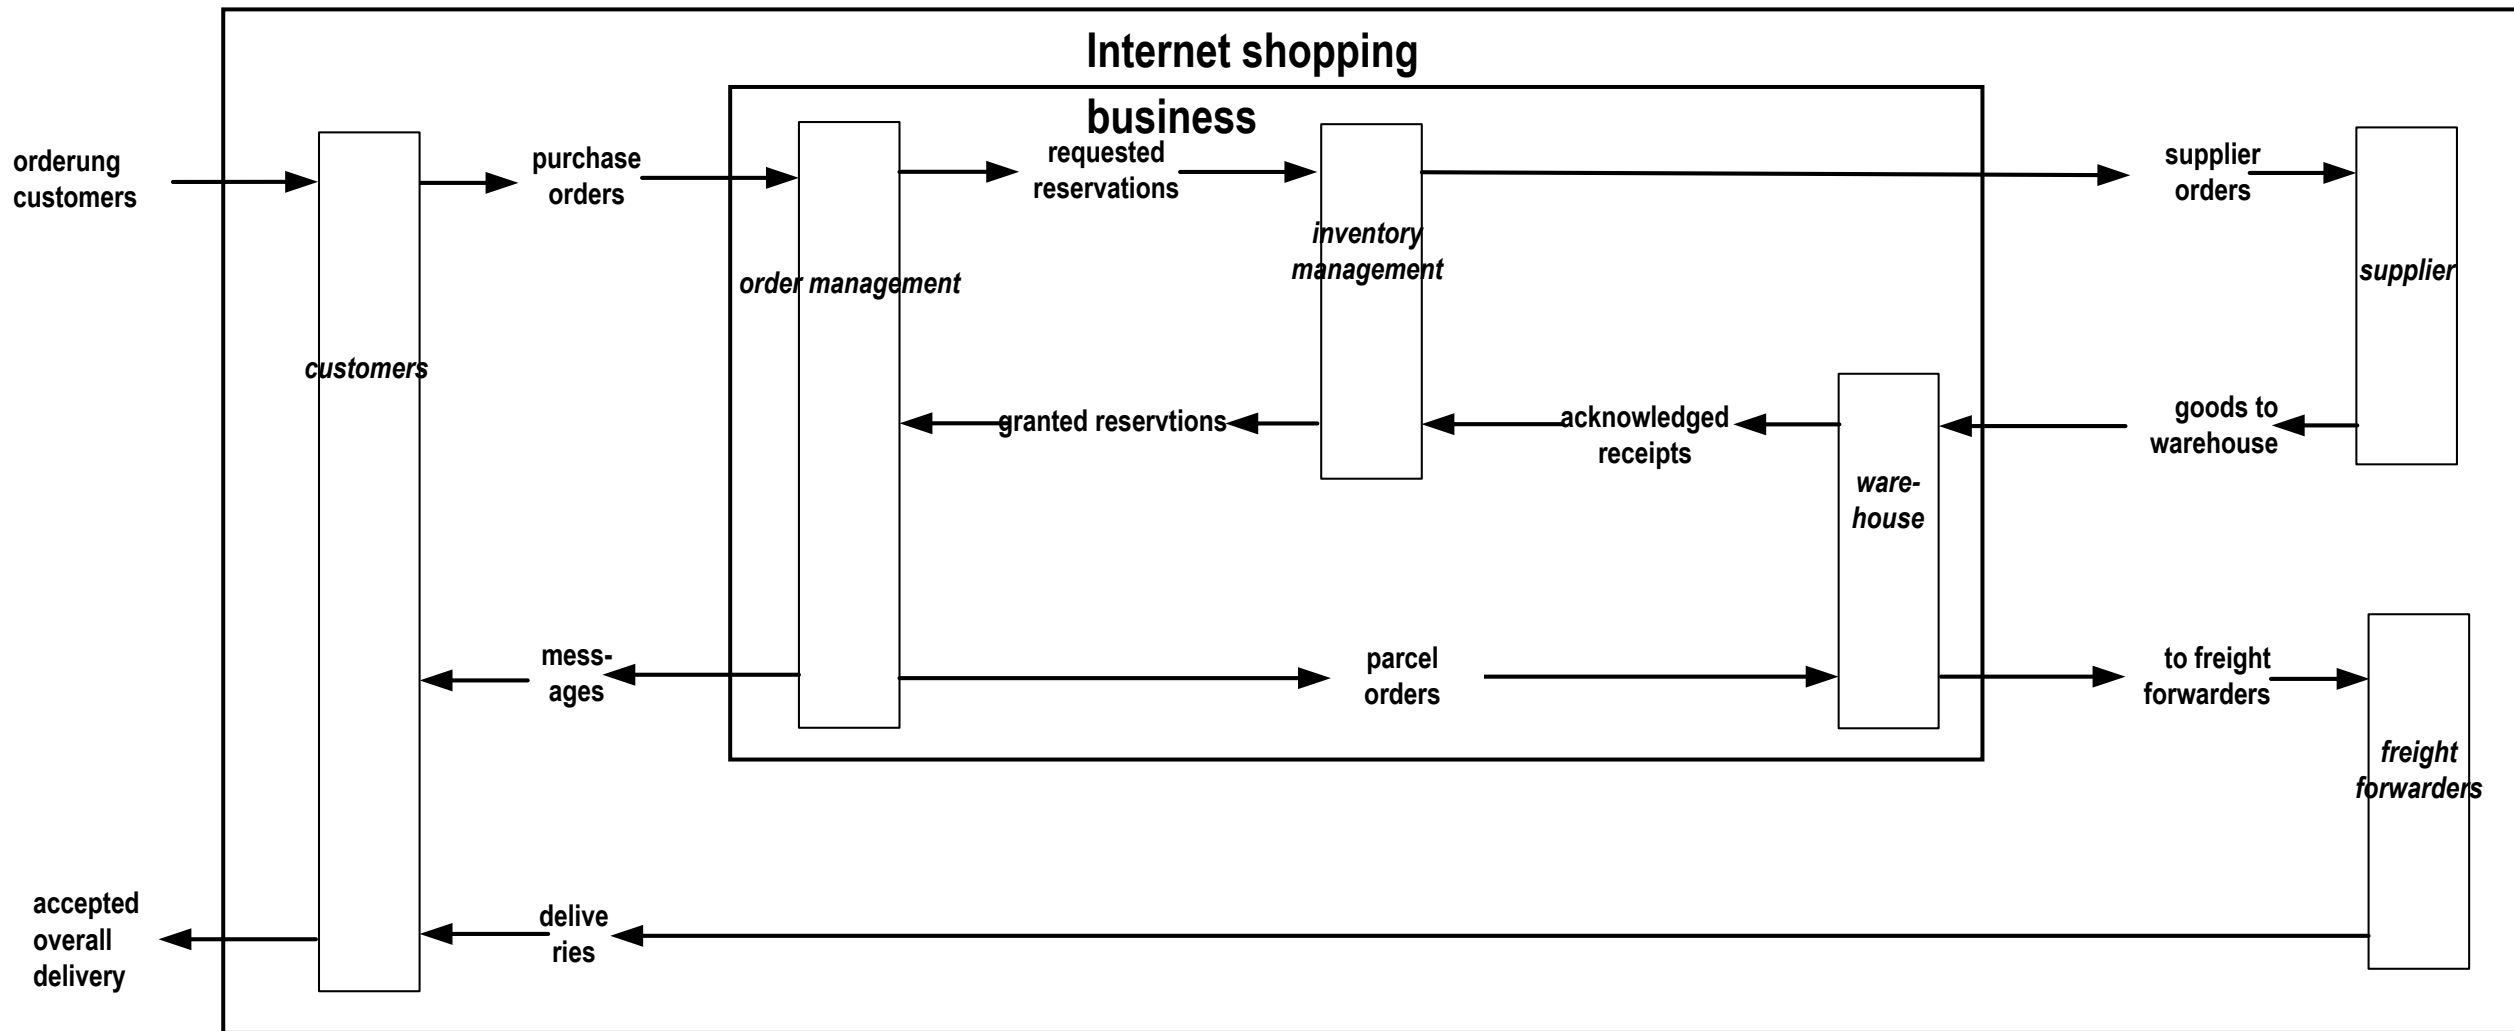 Internet shopping
business
orderung
customers
purchase
orders
requested
reservations
supplier
orders
inventory
management
order management
supplier
customers
granted reservtions
acknowledged
receipts
goods to
warehouse
ware-
house
mess-
ages
parcel
orders
to freight
forwarders
freight
forwarders
accepted
overall
delivery
delive
ries